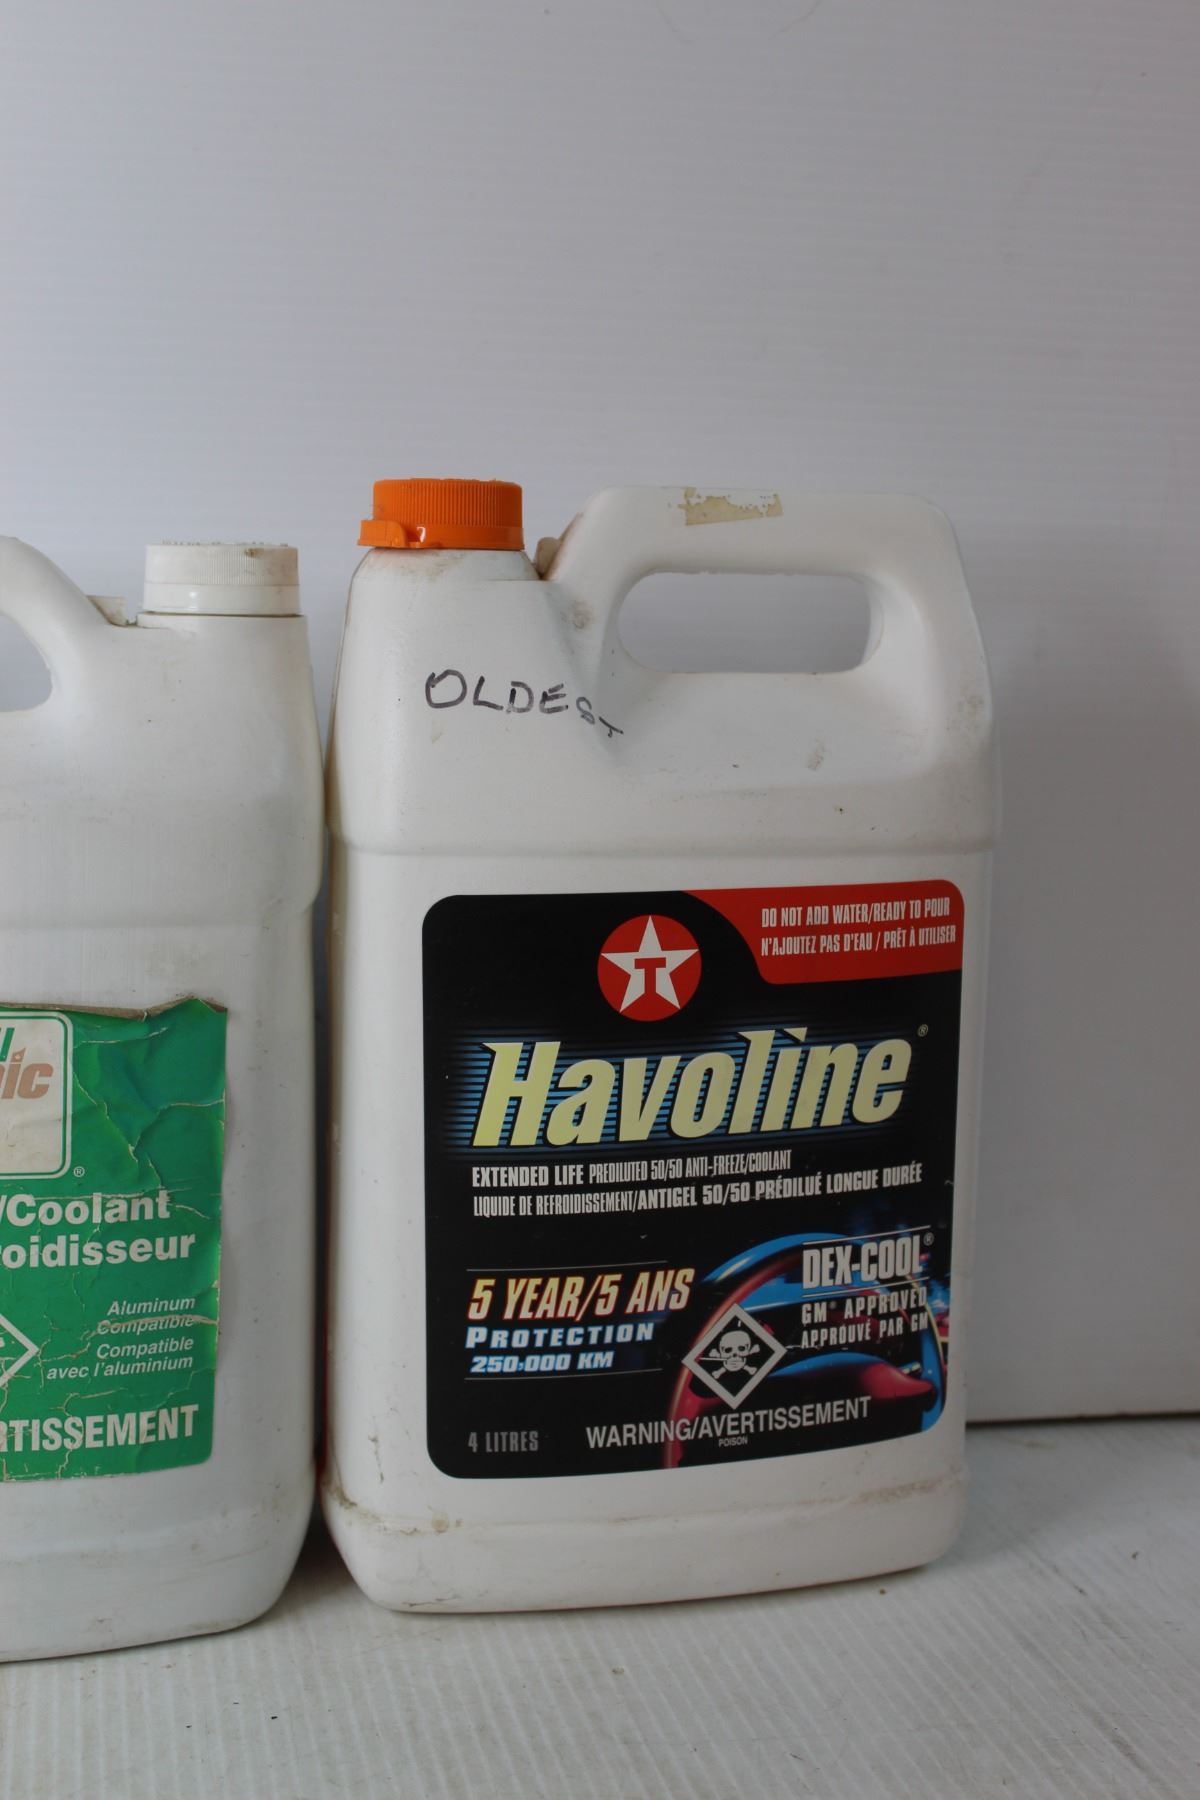 OLDEST
DO NOT ADD WATER/READY TO POUR
N'AJOUTEZ PAS D'EAU / PRÊT À UTILISER
T
Havoline®
EXTENDED LIFE PREDILUTED 50/50 ANTI-FREEZE/COOLANT
LIQUIDE DE REFROIDISSEMENT/ANTIGEL 50/50 PRÉDILUÉ LONGUE DURÉE
5 YEAR/5 ANS
PROTECTION
250,000 KM
DEX-COOL®
GM® APPROVED
APPROUVÉ PAR GM
4 LITRES
WARNING/AVERTISSEMENT
POISON
nic
®
/Coolant
roidisseur
Aluminum
Compatible
Compatible
avec l'aluminium
RTISSEMENT